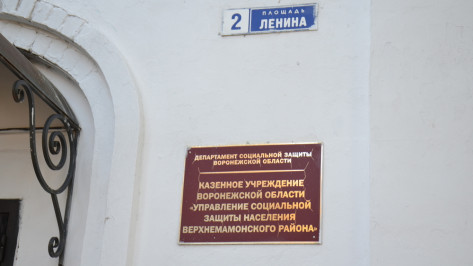 2 ПЛОЩАДЬ
ЛЕНИНА
ДЕПАРТАМЕНТ СОЦИАЛЬНОЙ ЗАЩИТЫ
ВОРОНЕЖСКОЙ ОБЛАСТИ
КАЗЕННОЕ УЧРЕЖДЕНИЕ
ВОРОНЕЖСКОЙ ОБЛАСТИ
«УПРАВЛЕНИЕ СОЦИАЛЬНОЙ
ЗАЩИТЫ НАСЕЛЕНИЯ
ВЕРХНЕМАМОНСКОГО РАЙОНА»